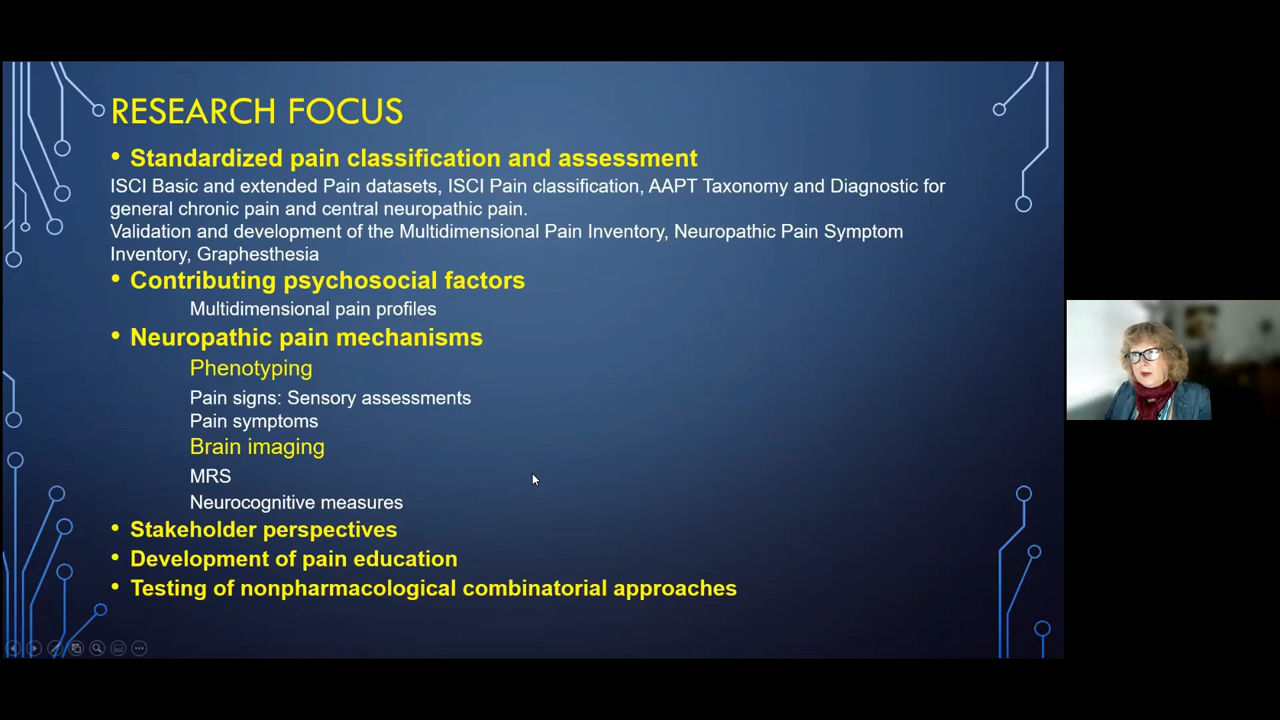 RESEARCH FOCUS
• Standardized pain classification and assessment
ISCI Basic and extended Pain datasets, ISCI Pain classification, AAPT Taxonomy and Diagnostic for
general chronic pain and central neuropathic pain.
Validation and development of the Multidimensional Pain Inventory, Neuropathic Pain Symptom
Inventory, Graphesthesia
• Contributing psychosocial factors
Multidimensional pain profiles
• Neuropathic pain mechanisms
Phenotyping
Pain signs: Sensory assessments
Pain symptoms
Brain imaging
MRS
Neurocognitive measures
• Stakeholder perspectives
• Development of pain education
• Testing of nonpharmacological combinatorial approaches